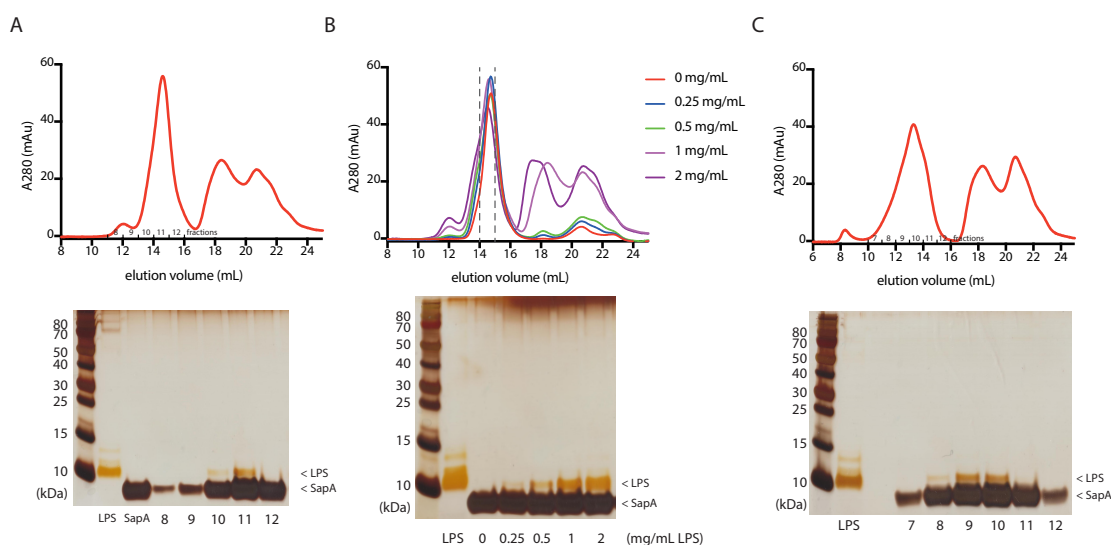 A
B
C
60
40
20
0
A280 (mAu)
8 9 10 11 12 fractions
8 10 12 14 16 18 20 22 24
elution volume (mL)
60
40
20
0
A280 (mAu)
0 mg/mL
0.25 mg/mL
0.5 mg/mL
1 mg/mL
2 mg/mL
8 10 12 14 16 18 20 22 24
elution volume (mL)
60
40
20
0
A280 (mAu)
7 8 9 10 11 12 fractions
6 8 10 12 14 16 18 20 22 24
elution volume (mL)
80
70
50
40
30
25
15
10
(kDa)
< LPS
< SapA
LPS SapA 8 9 10 11 12
80
70
50
40
30
25
15
10
(kDa)
< LPS
< SapA
LPS 0 0.25 0.5 1 2 (mg/mL LPS)
80
70
50
40
30
25
15
10
(kDa)
< LPS
< SapA
LPS 7 8 9 10 11 12